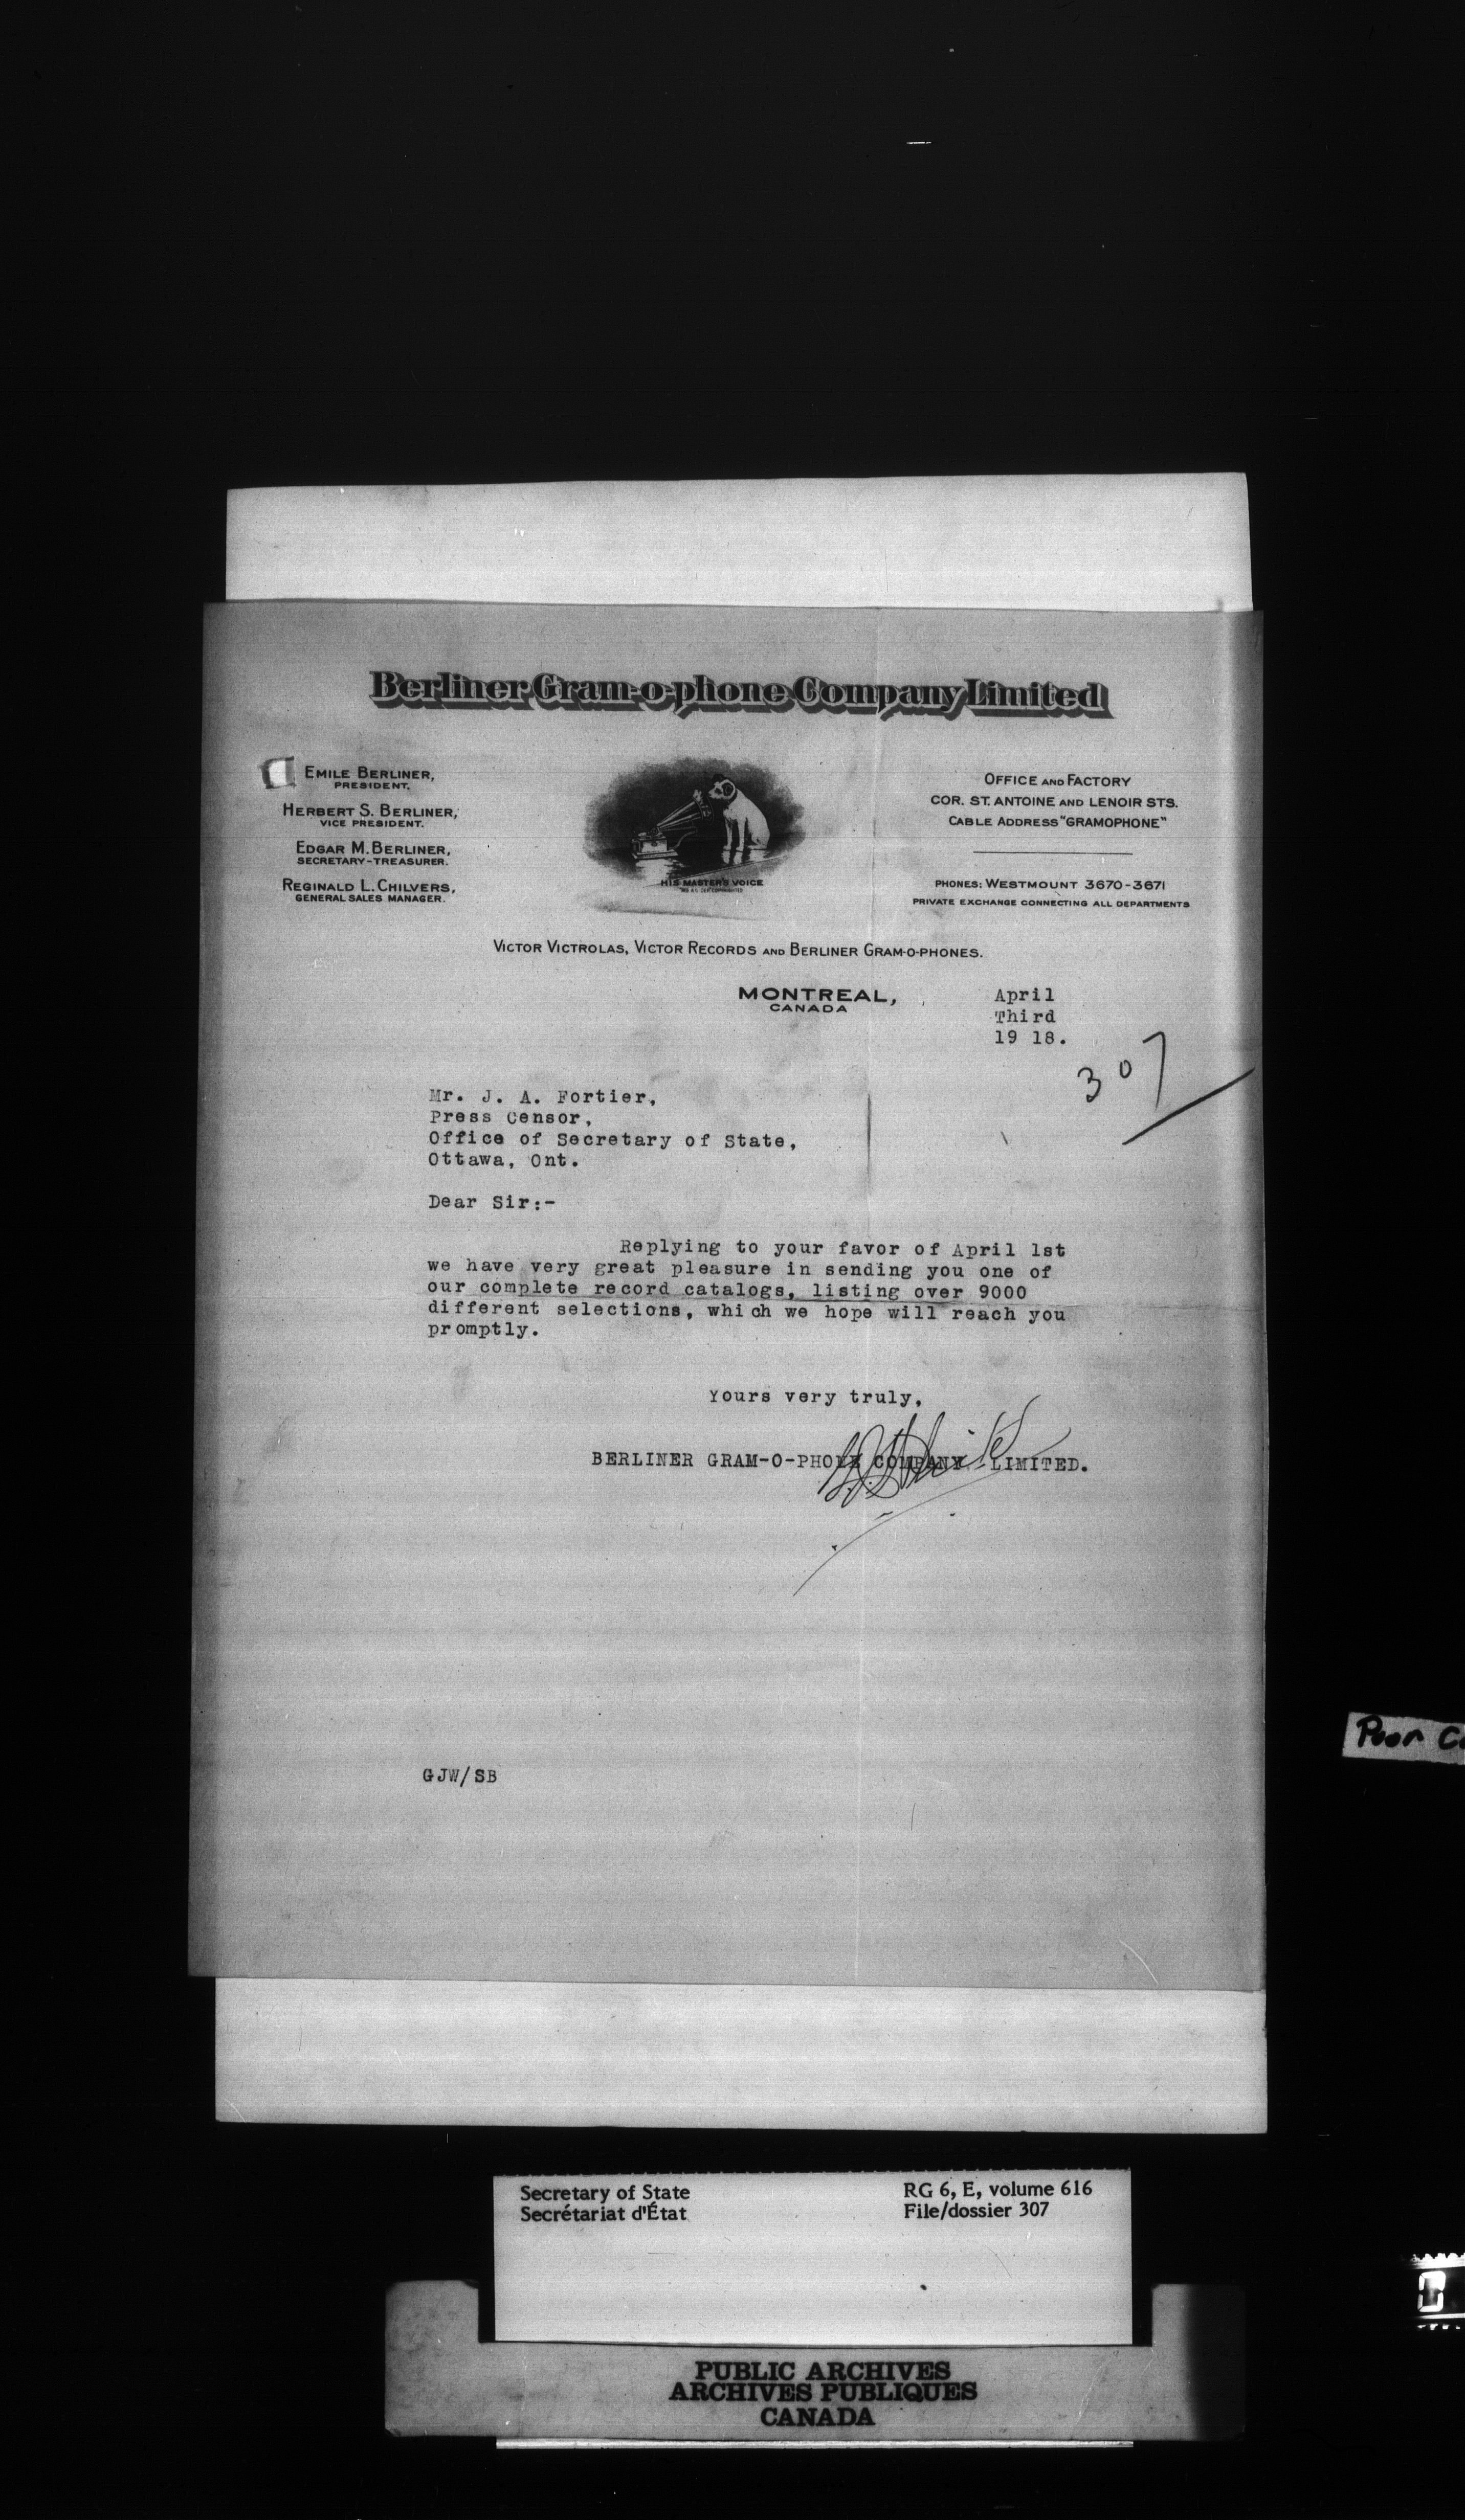 Berliner Gram-o-phone Company Limited
EMILE BERLINER,
PRESIDENT.
HERBERT S. BERLINER,
VICE PRESIDENT.
EDGAR M. BERLINER,
SECRETARY-TREASURER.
REGINALD L. CHILVERS,
GENERAL SALES MANAGER.
HIS MASTER'S VOICE
OFFICE AND FACTORY
COR. ST. ANTOINE AND LENOIR STS.
CABLE ADDRESS "GRAMOPHONE"
PHONES: WESTMOUNT 3670-3671
PRIVATE EXCHANGE CONNECTING ALL DEPARTMENTS
VICTOR VICTROLAS, VICTOR RECORDS AND BERLINER GRAM-O-PHONES.
MONTREAL,
CANADA
April
Third
19 18.
307
Mr. J. A. Fortier,
Press Censor,
Office of Secretary of State,
Ottawa, Ont.
Dear Sir:-
Replying to your favor of April 1st
we have very great pleasure in sending you one of
our complete record catalogs, listing over 9000
different selections, which we hope will reach you
promptly.
Yours very truly,
BERLINER GRAM-O-PHONE COMPANY LIMITED.
GJW/SB
Poor
Secretary of State
Secrétariat d'État
RG 6, E, volume 616
File/dossier 307
PUBLIC ARCHIVES
ARCHIVES PUBLIQUES
CANADA